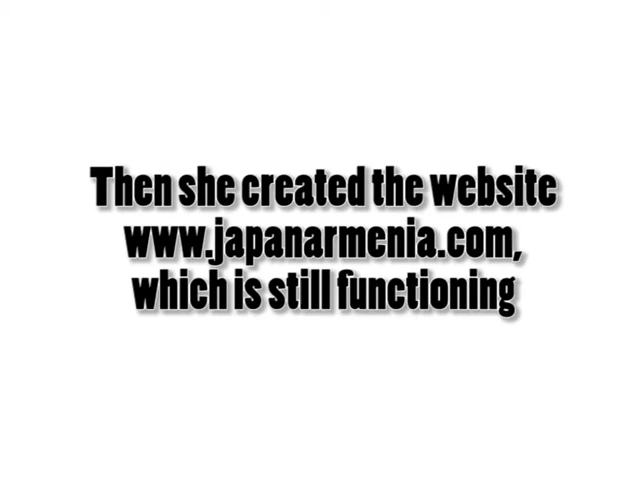 Then she created the website
www.japanarmenia.com,
which is still functioning